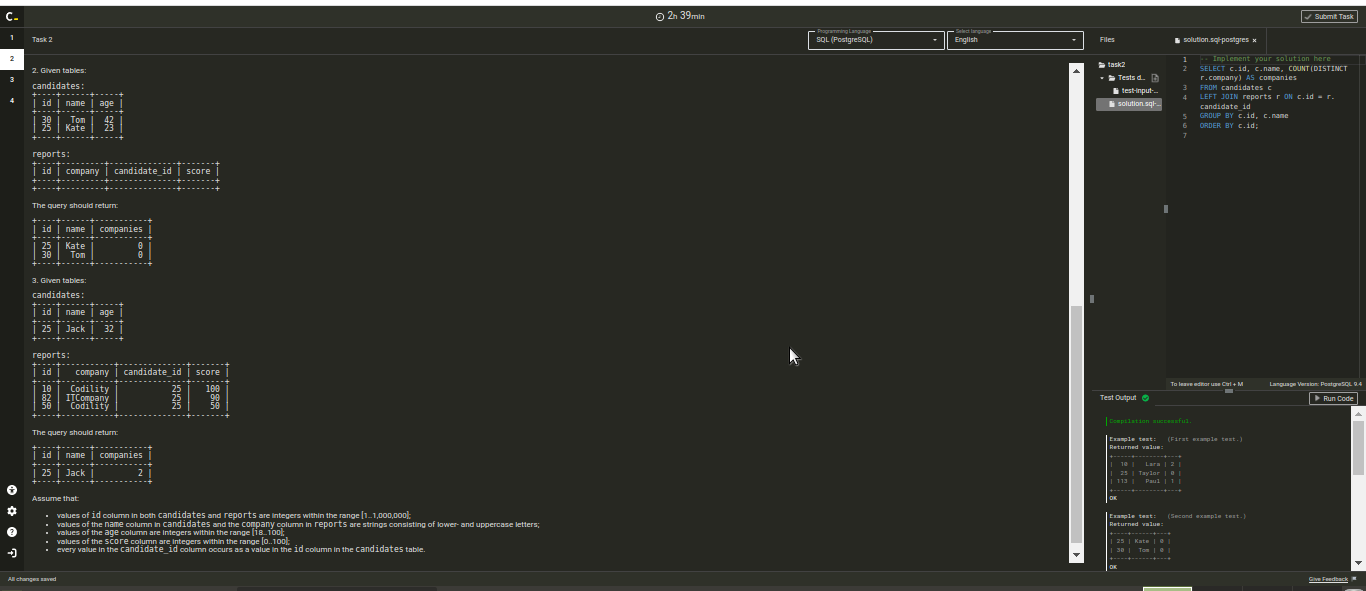 C.
2h 39min
Submit Task
1
2
3
4
Task 2
Programming Language
SQL (PostgreSQL)
Select language
English
2. Given tables:
candidates:
+----+------+-----+
| id | name | age |
+----+------+-----+
| 30 |  Tom |  42 |
| 25 | Kate |  23 |
+----+------+-----+
reports:
+----+---------+--------------+-------+
| id | company | candidate_id | score |
+----+---------+--------------+-------+
+----+---------+--------------+-------+
The query should return:
+----+------+-----------+
| id | name | companies |
+----+------+-----------+
| 25 | Kate |         0 |
| 30 |  Tom |         0 |
+----+------+-----------+
3. Given tables:
candidates:
+----+------+-----+
| id | name | age |
+----+------+-----+
| 25 | Jack |  32 |
+----+------+-----+
reports:
+----+-----------+--------------+-------+
| id |   company | candidate_id | score |
+----+-----------+--------------+-------+
| 10 |  Codility |           25 |   100 |
| 82 | ITCompany |           25 |    90 |
| 50 |  Codility |           25 |    50 |
+----+-----------+--------------+-------+
The query should return:
+----+------+-----------+
| id | name | companies |
+----+------+-----------+
| 25 | Jack |         2 |
+----+------+-----------+
Assume that:
• values of id column in both candidates and reports are integers within the range [1..1,000,000];
• values of the name column in candidates and the company column in reports are strings consisting of lower- and uppercase letters;
• values of the age column are integers within the range [18..100];
• values of the score column are integers within the range [0..100];
• every value in the candidate_id column occurs as a value in the id column in the candidates table.
Files
task2
Tests d..
test-input-..
solution.sql-..
solution.sql-postgres ×
1 -- Implement your solution here
2 SELECT c.id, c.name, COUNT(DISTINCT
r.company) AS companies
3 FROM candidates c
4 LEFT JOIN reports r ON c.id = r.
candidate_id
5 GROUP BY c.id, c.name
6 ORDER BY c.id;
7
To leave editor use Ctrl + M
Language Version: PostgreSQL 9.4
Test Output
Run Code
Compilation successful.
Example test: (First example test.)
Returned value:
+-----+--------+---+
|  10 |   Lara | 2 |
|  25 | Taylor | 0 |
| 113 |   Paul | 1 |
+-----+--------+---+
OK
Example test: (Second example test.)
Returned value:
+----+------+---+
| 25 | Kate | 0 |
| 30 |  Tom | 0 |
+----+------+---+
OK
All changes saved
Give Feedback